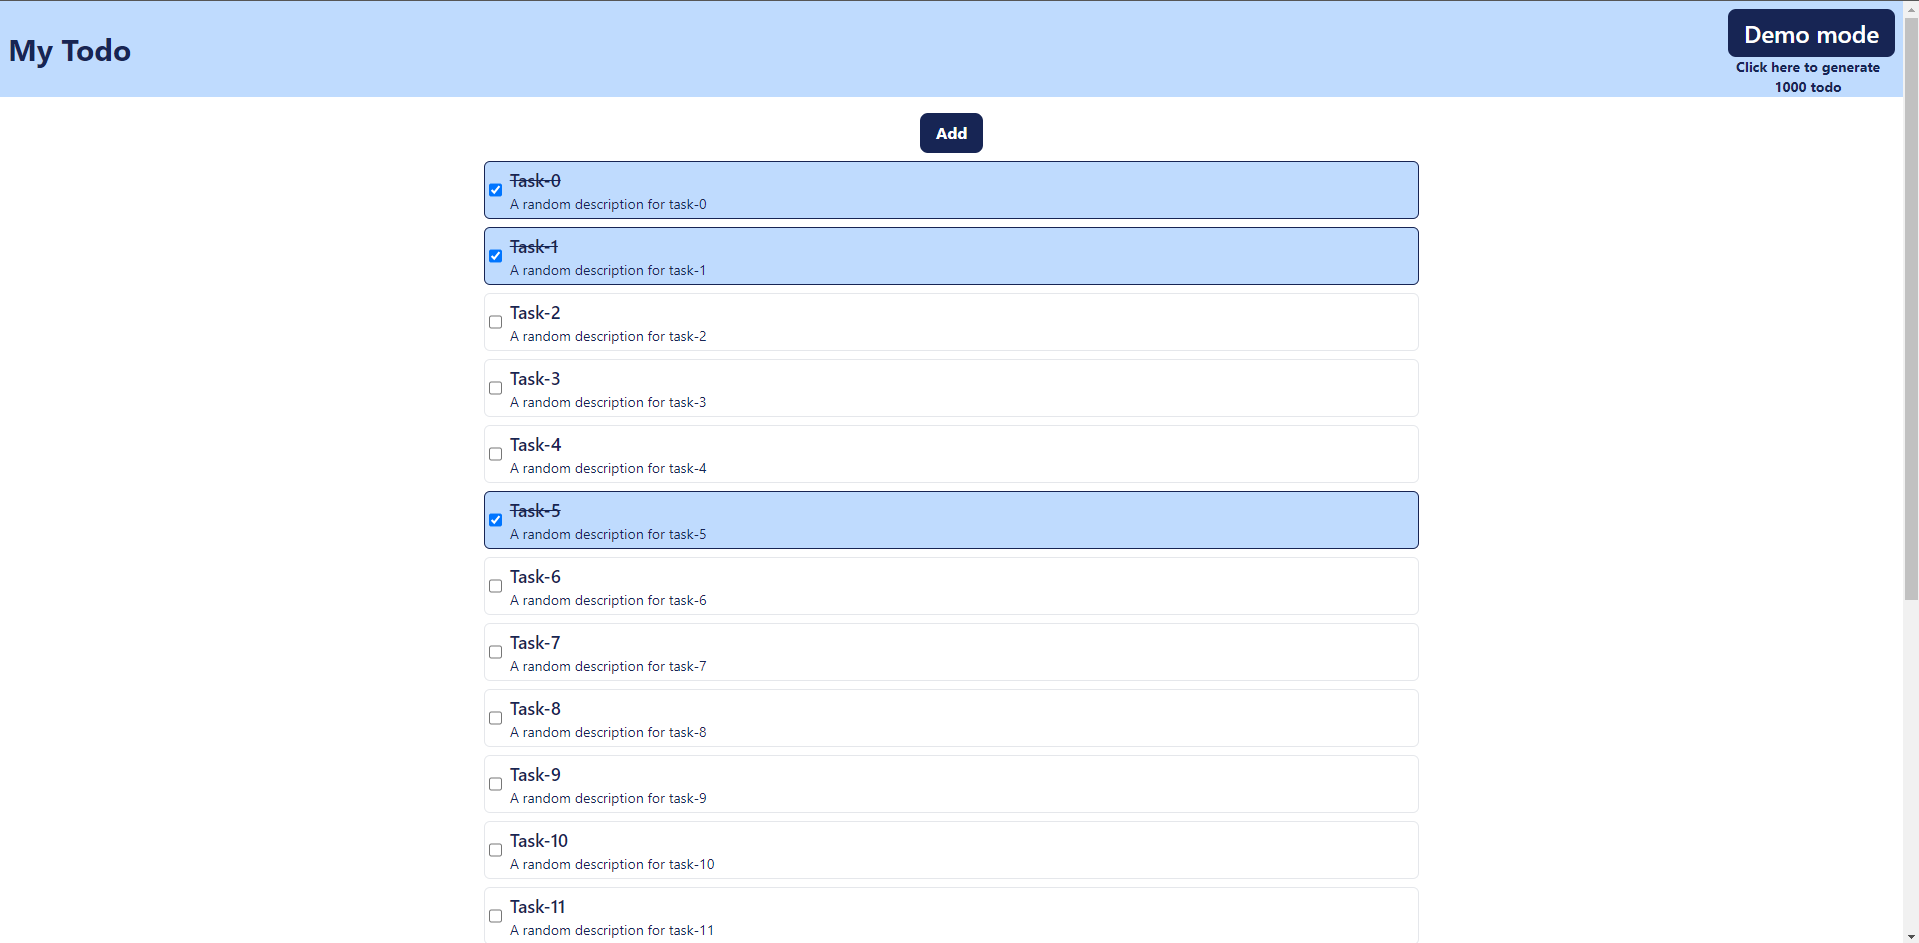 My Todo
Demo mode
Click here to generate
1000 todo
Add
Task-0
A random description for task-0
Task-1
A random description for task-1
Task-2
A random description for task-2
Task-3
A random description for task-3
Task-4
A random description for task-4
Task-5
A random description for task-5
Task-6
A random description for task-6
Task-7
A random description for task-7
Task-8
A random description for task-8
Task-9
A random description for task-9
Task-10
A random description for task-10
Task-11
A random description for task-11